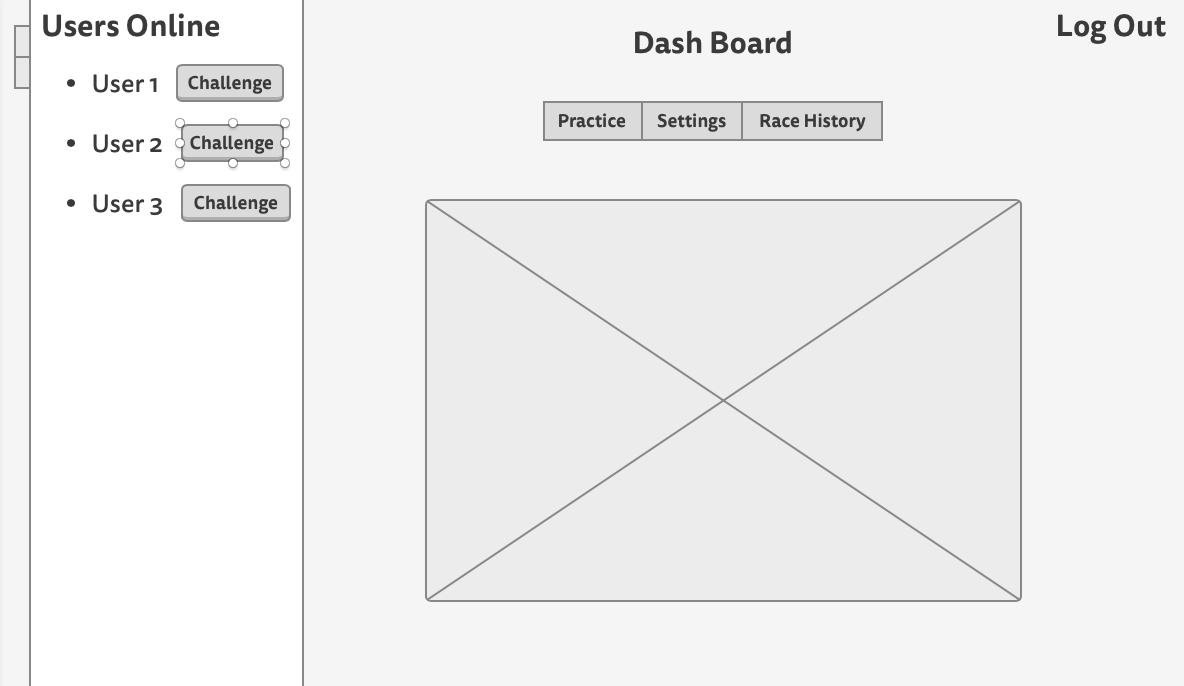 Users Online
User 1 Challenge
User 2 Challenge
User 3 Challenge
Dash Board
Log Out
Practice Settings Race History